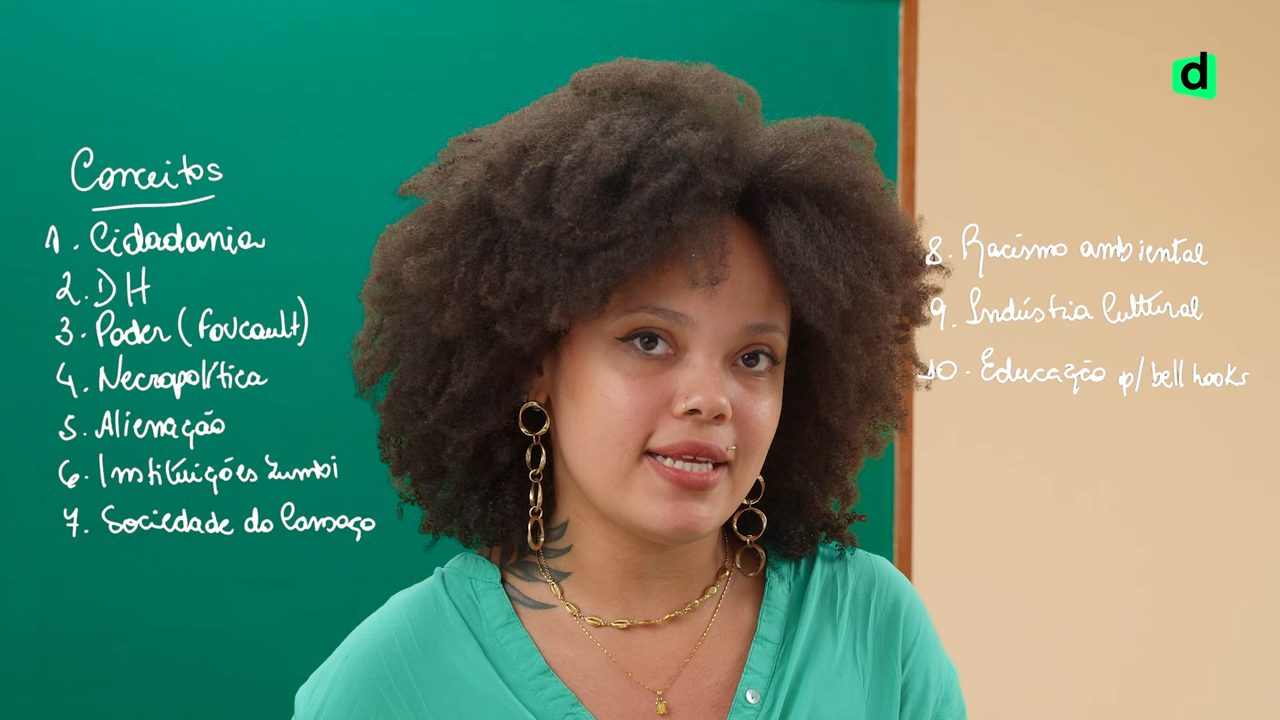 Conceitos
1. Cidadania
2. DH
3. Poder (Foucault)
4. Necropolítica
5. Alienação
6. Instituições zumbi
7. Sociedade do Cansaço
8. Racismo ambiental
9. Indústria Cultural
10. Educação p/ bell hooks
d